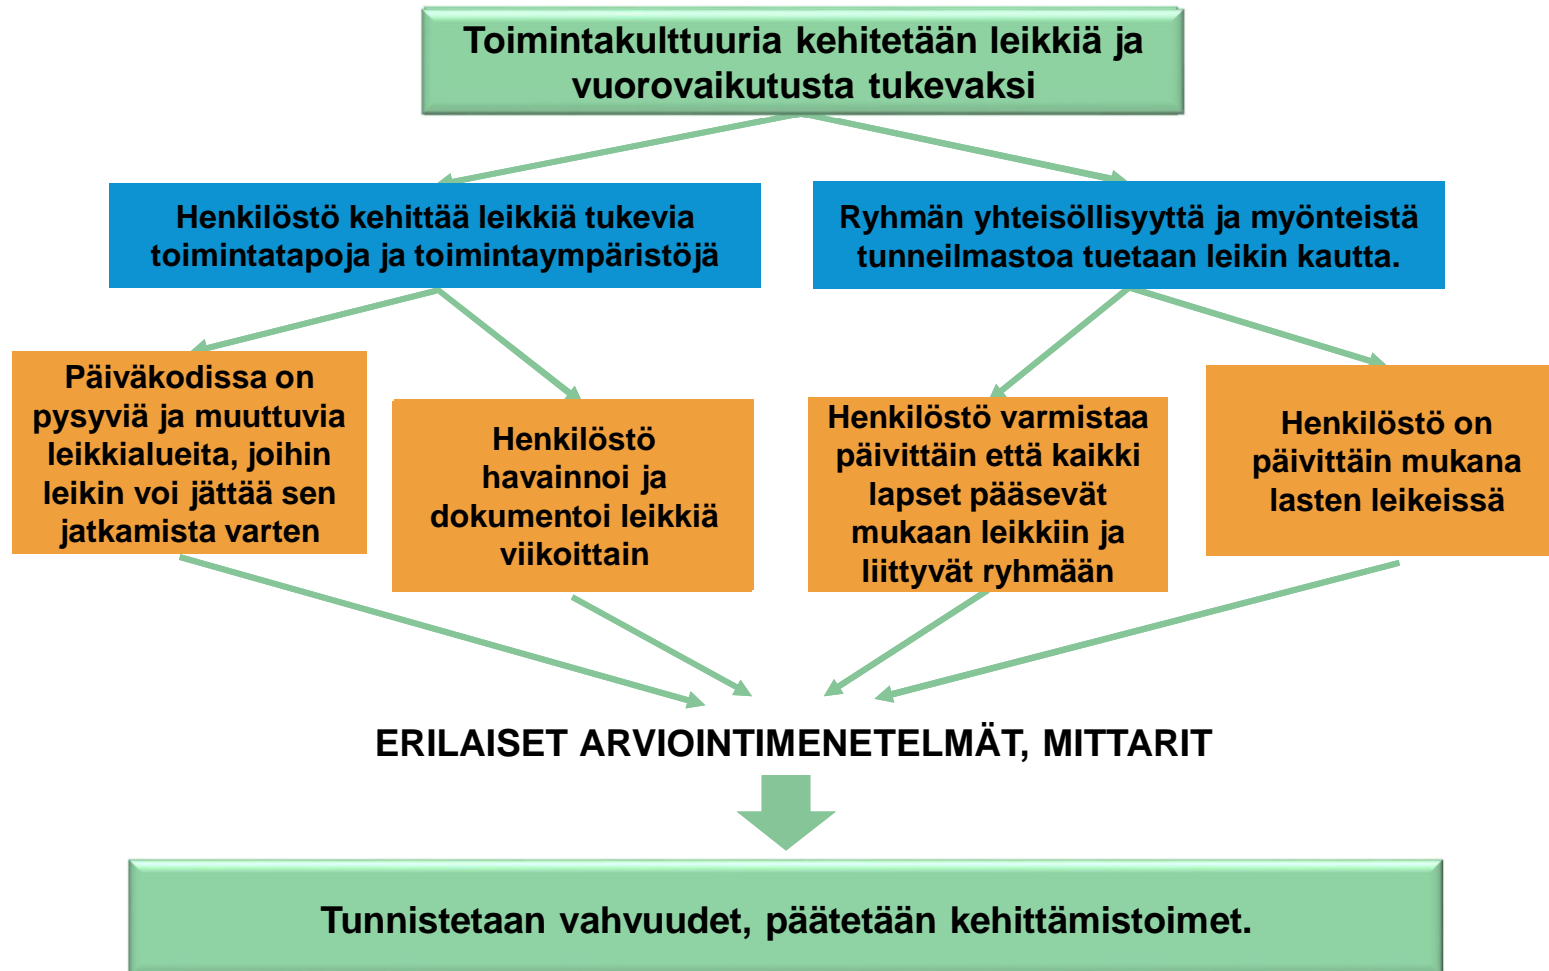 Toimintakulttuuria kehitetään leikkiä ja
vuorovaikutusta tukevaksi
Henkilöstö kehittää leikkiä tukevia
toimintatapoja ja toimintaympäristöjä
Ryhmän yhteisöllisyyttä ja myönteistä
tunneilmastoa tuetaan leikin kautta.
Päiväkodissa on
pysyviä ja muuttuvia
leikkialueita, joihin
leikin voi jättää sen
jatkamista varten
Henkilöstö
havainnoi ja
dokumentoi leikkiä
viikoittain
Henkilöstö varmistaa
päivittäin että kaikki
lapset pääsevät
mukaan leikkiin ja
liittyvät ryhmään
Henkilöstö on
päivittäin mukana
lasten leikeissä
ERILAISET ARVIOINTIMENETELMÄT, MITTARIT
Tunnistetaan vahvuudet, päätetään kehittämistoimet.